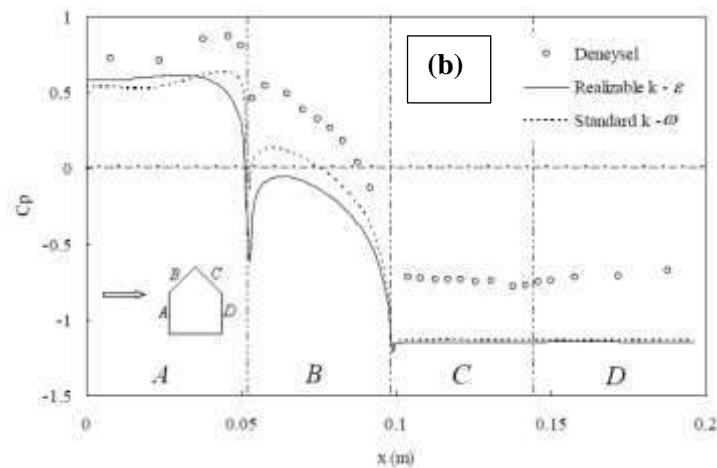 1
0.5
0
-0.5
-1
-1.5
Cp
(b)
Deneysel
Realizable k - ε
Standard k - ω
B C
A D
A B C D
0 0.05 0.1 0.15 0.2
x (m)